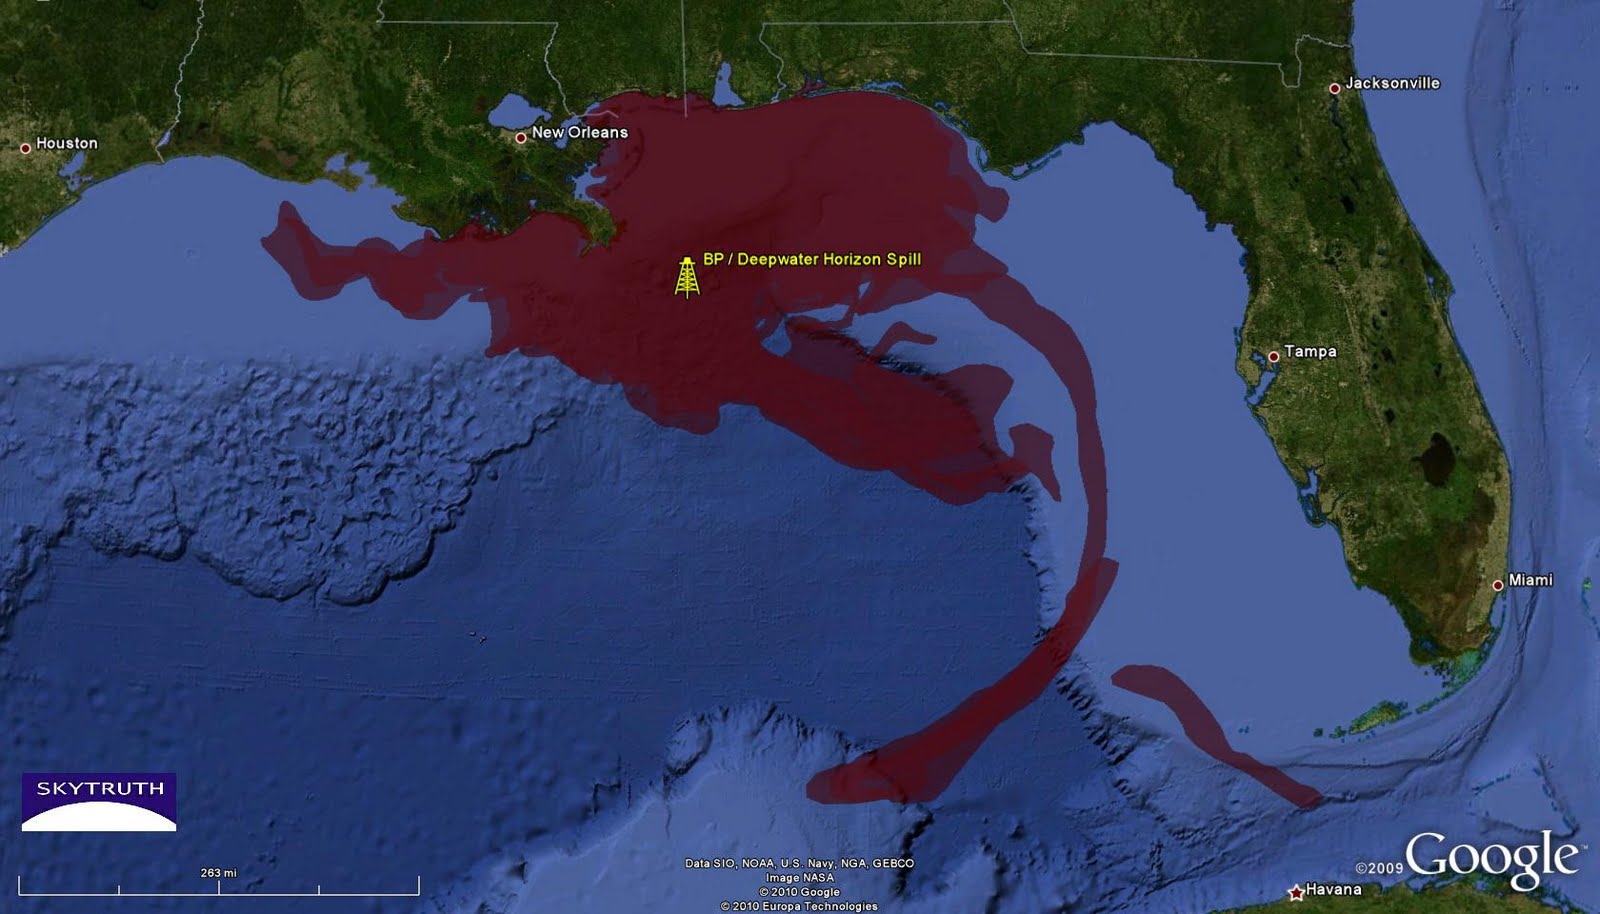 Jacksonville
New Orleans
Houston
BP / Deepwater Horizon Spill
Tampa
Miami
SKYTRUTH
263 mi
Data SIO, NOAA, U.S. Navy, NGA, GEBCO
Image NASA
© 2010 Google
© 2010 Europa Technologies
©2009 Google™
Havana